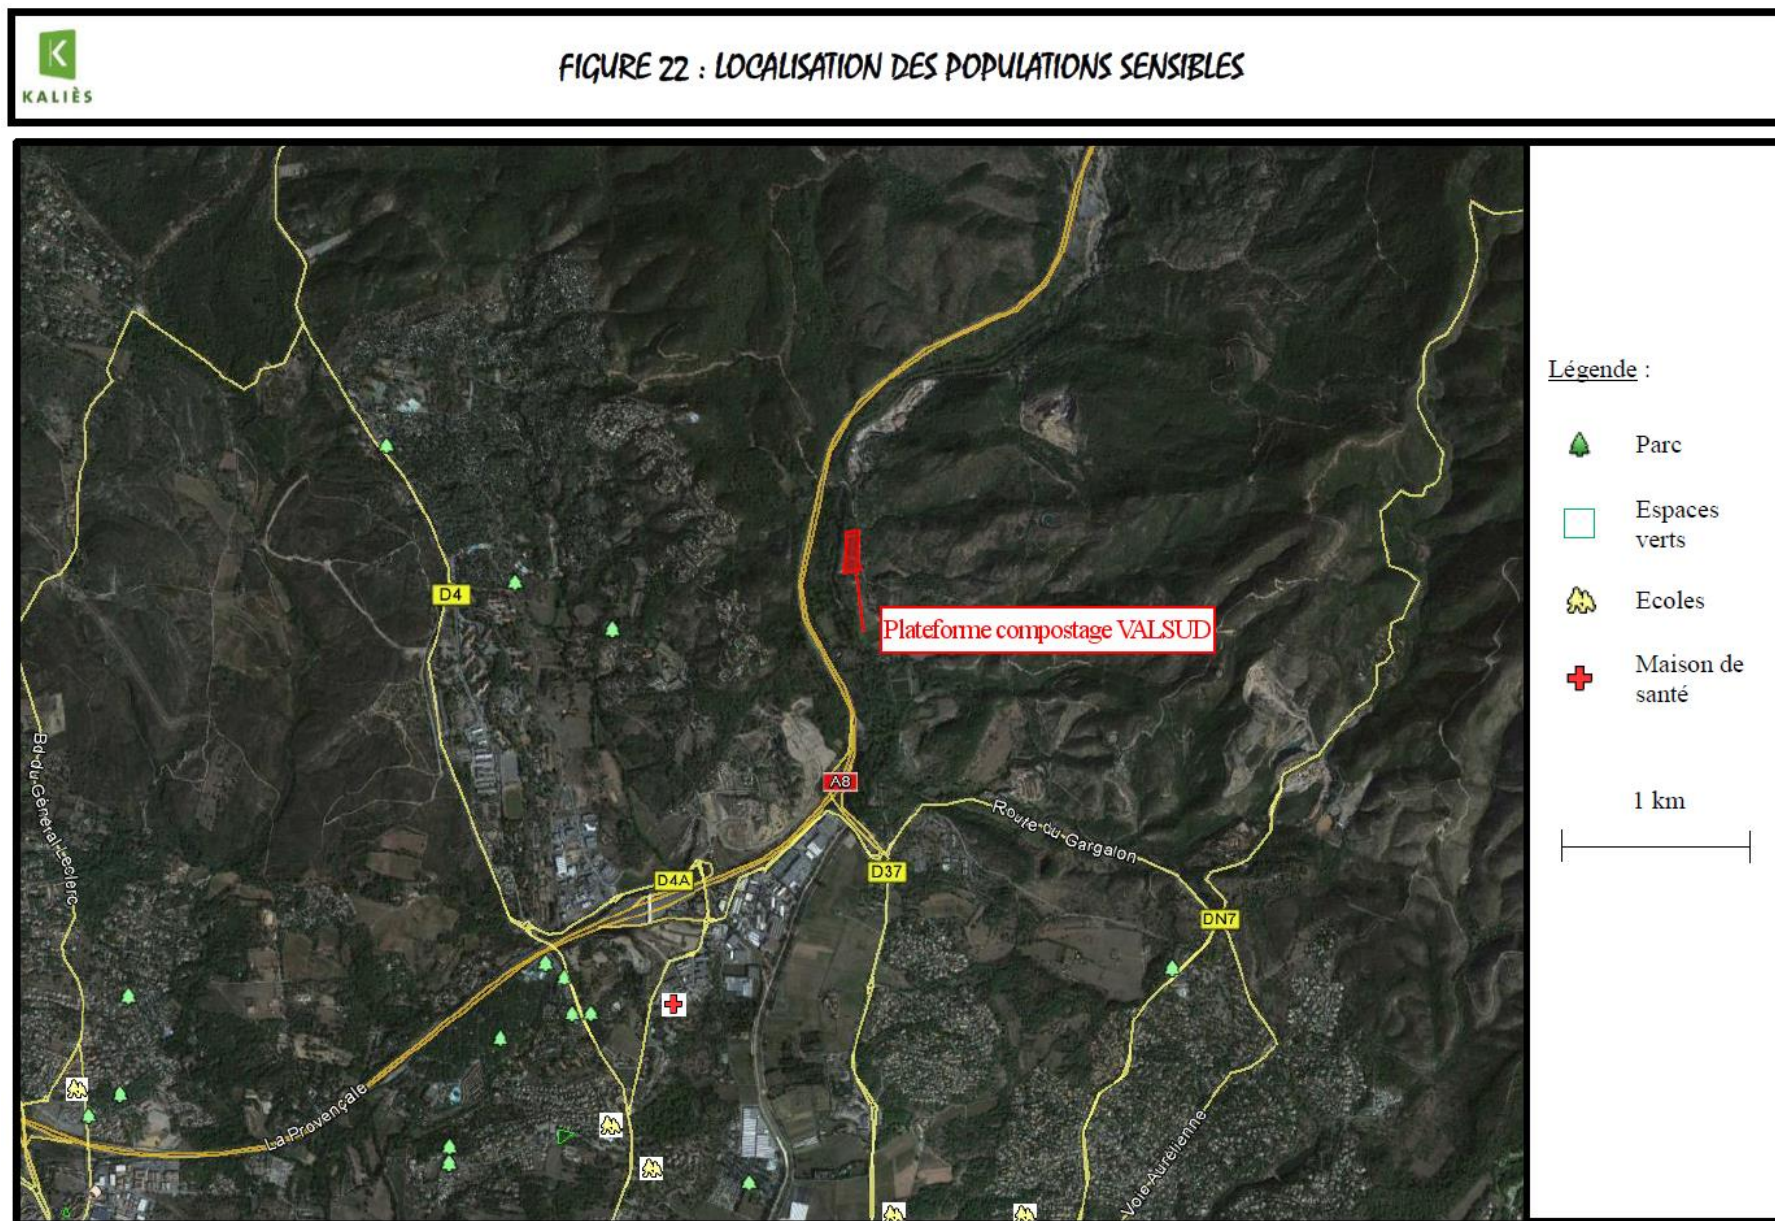 KALIÈS
FIGURE 22 : LOCALISATION DES POPULATIONS SENSIBLES
D4
Plateforme compostage VALSUD
Bd du Général Leclerc
A8
Route du Gargalon
D4A
D37
DN7
La Provençale
Voie Aurélienne
Légende :
Parc
Espaces
verts
Ecoles
Maison de
santé
1 km